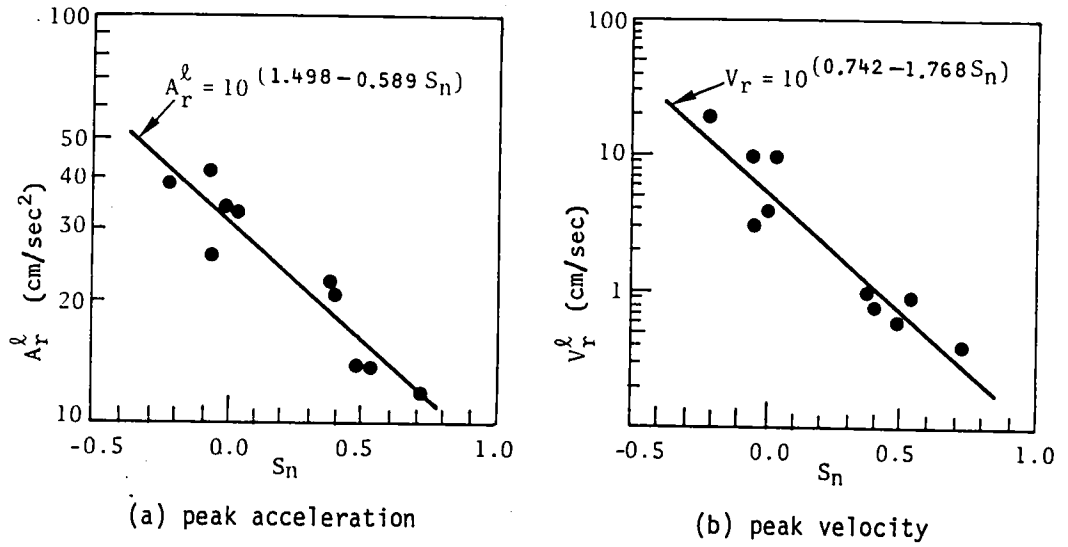 100
50
40
30
20
10
A_r^ℓ (cm/sec²)
A_r^ℓ = 10^(1.498-0.589 S_n)
-0.5 0.0 0.5 1.0
S_n
(a) peak acceleration
100
10
1
V_r^ℓ (cm/sec)
V_r = 10^(0.742-1.768 S_n)
-0.5 0.0 0.5 1.0
S_n
(b) peak velocity